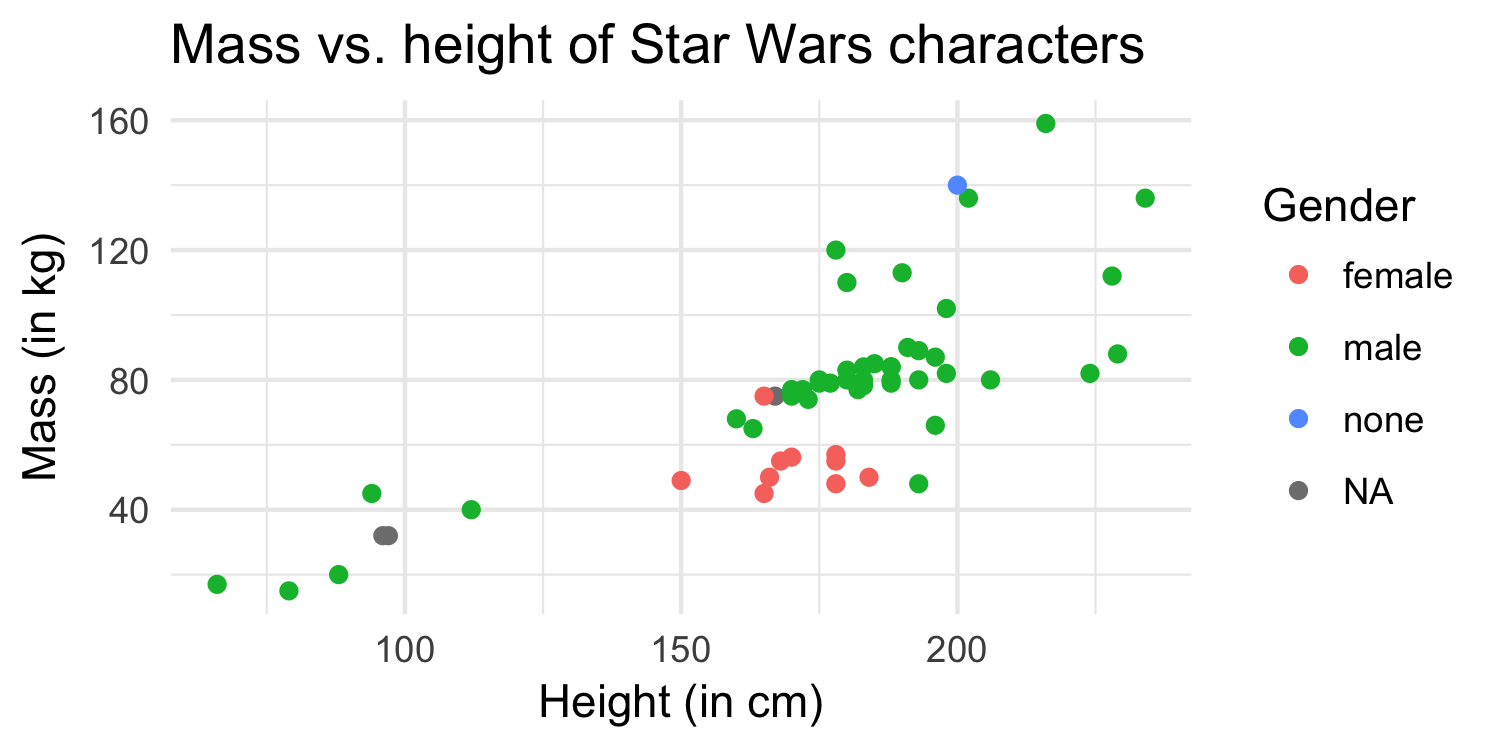 Mass vs. height of Star Wars characters
160
120
80
40
Mass (in kg)
100 150 200
Height (in cm)
Gender
female
male
none
NA